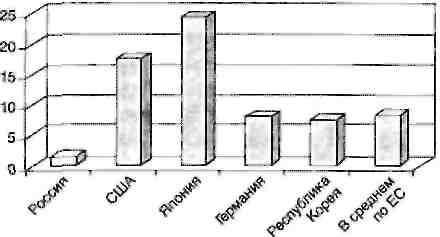 25
20
15
10
5
0
Россия
США
Япония
Германия
Республика
Корея
В среднем
по ЕС